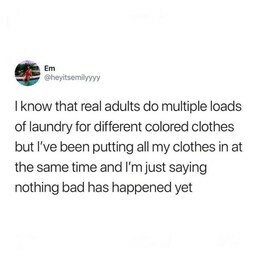 Em
@heyitsemilyyyy
I know that real adults do multiple loads
of laundry for different colored clothes
but I've been putting all my clothes in at
the same time and I'm just saying
nothing bad has happened yet